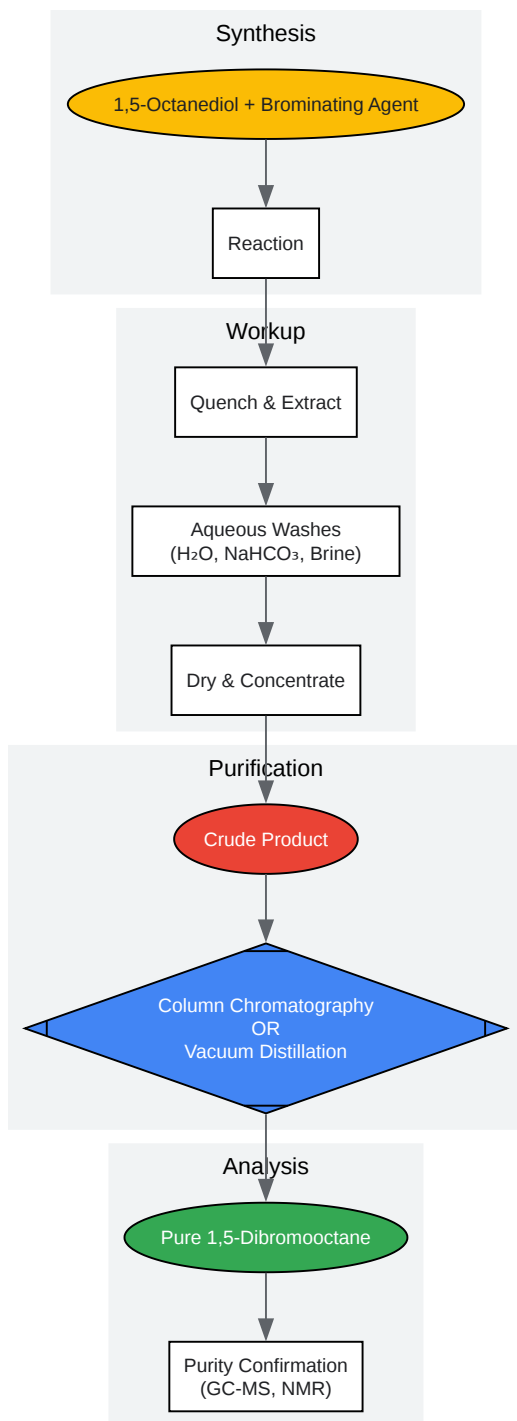 Synthesis
1,5-Octanediol + Brominating Agent
Reaction
Workup
Quench & Extract
Aqueous Washes
(H₂O, NaHCO₃, Brine)
Dry & Concentrate
Purification
Crude Product
Column Chromatography
OR
Vacuum Distillation
Analysis
Pure 1,5-Dibromooctane
Purity Confirmation
(GC-MS, NMR)